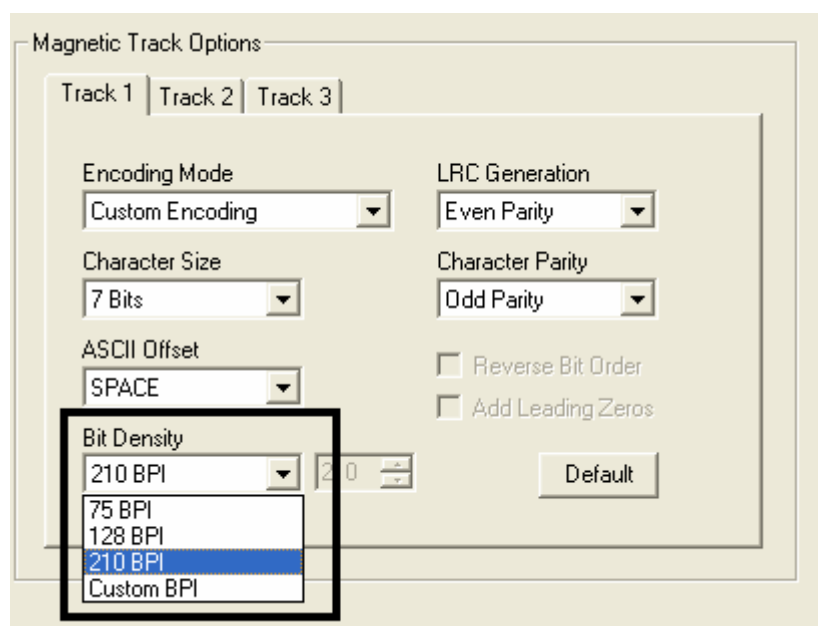 Magnetic Track Options
Track 1 Track 2 Track 3
Encoding Mode
Custom Encoding
LRC Generation
Even Parity
Character Size
7 Bits
Character Parity
Odd Parity
ASCII Offset
SPACE
Reverse Bit Order
Add Leading Zeros
Bit Density
210 BPI
Default
75 BPI
128 BPI
210 BPI
Custom BPI